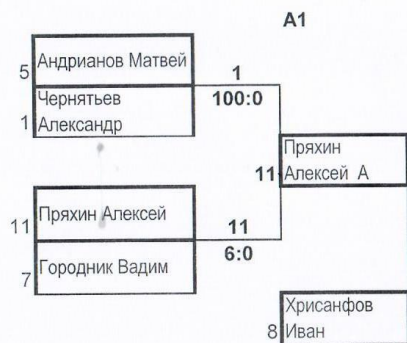 A1
5 Андрианов Матвей
1
100:0
1 Чернятьев
Александр
Пряхин
11 Алексей А
11 Пряхин Алексей
11
6:0
7 Городник Вадим
Хрисанфов
8 Иван